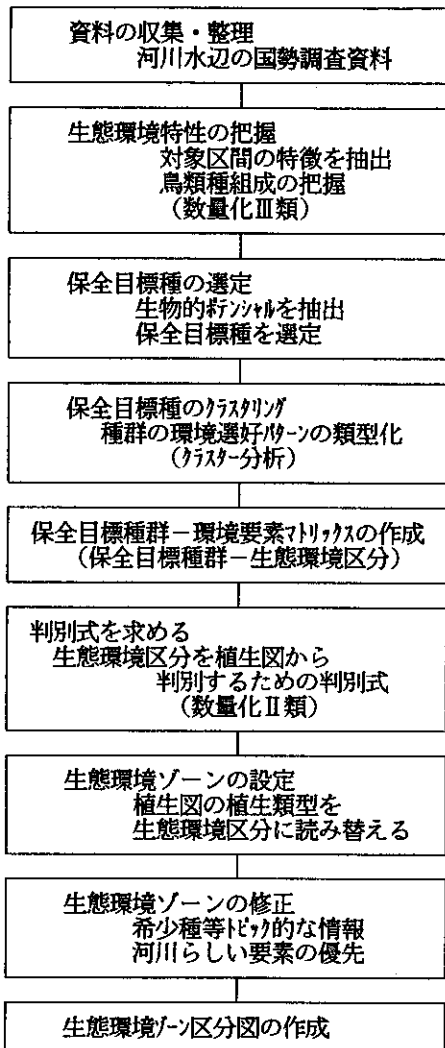 資料の収集・整理
河川水辺の国勢調査資料
生態環境特性の把握
対象区間の特徴を抽出
鳥類種組成の把握
(数量化Ⅲ類)
保全目標種の選定
生物的ﾎﾟﾃﾝｼｬﾙを抽出
保全目標種を選定
保全目標種のｸﾗｽﾀﾘﾝｸﾞ
種群の環境選好ﾊﾟﾀｰﾝの類型化
(ｸﾗｽﾀｰ分析)
保全目標種群－環境要素ﾏﾄﾘｯｸｽの作成
(保全目標種群－生態環境区分)
判別式を求める
生態環境区分を植生図から
判別するための判別式
(数量化Ⅱ類)
生態環境ゾーンの設定
植生図の植生類型を
生態環境区分に読み替える
生態環境ゾーンの修正
希少種等ﾄﾋﾟｯｸ的な情報
河川らしい要素の優先
生態環境ｿﾞｰﾝ区分図の作成